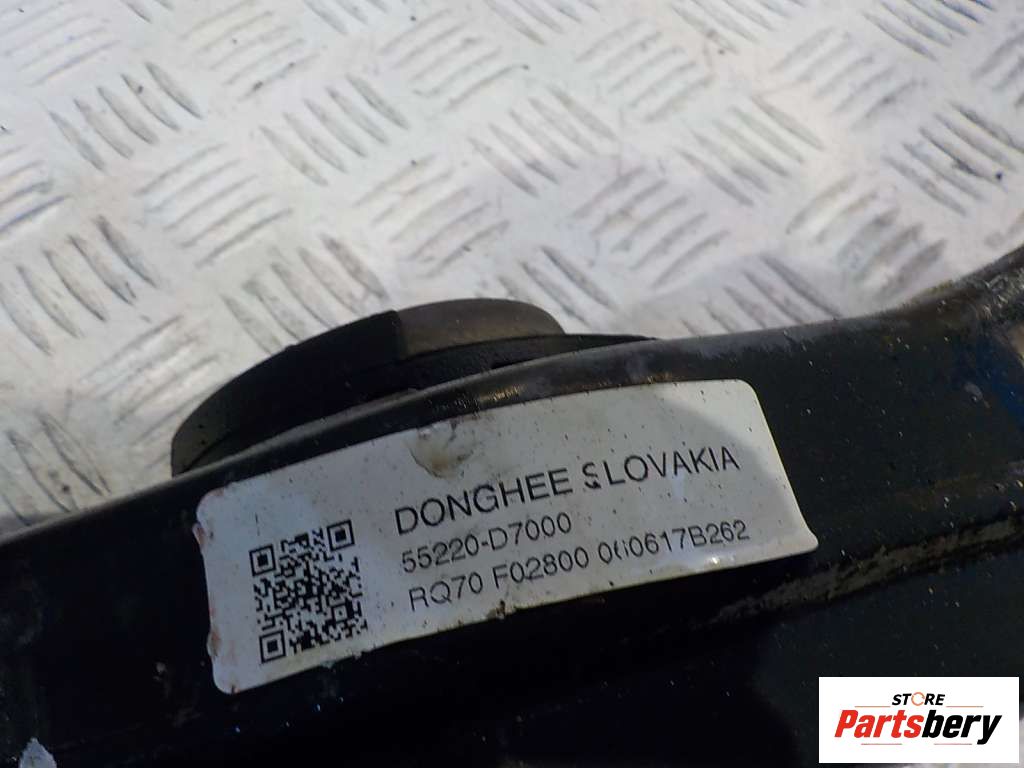 DONGHEE SLOVAKIA
55220-D7000
RQ70 F02800 060617B262
STORE
Partsbery